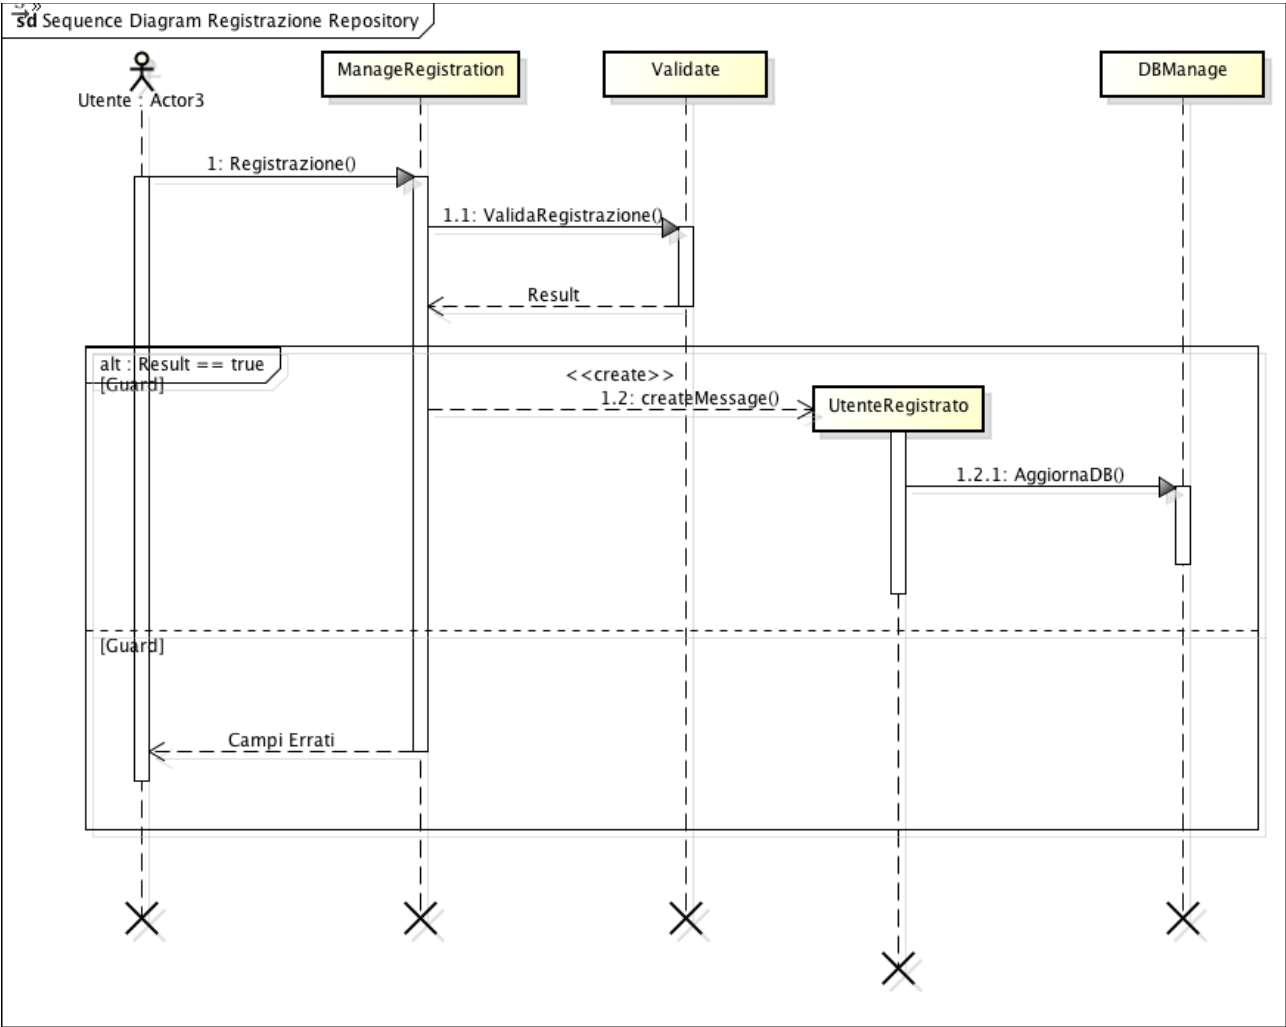 sd Sequence Diagram Registrazione Repository
Utente : Actor3
ManageRegistration
Validate
DBManage
1: Registrazione()
1.1: ValidaRegistrazione()
Result
alt : Result == true
[Guard]
<<create>>
1.2: createMessage()
UtenteRegistrato
1.2.1: AggiornaDB()
[Guard]
Campi Errati